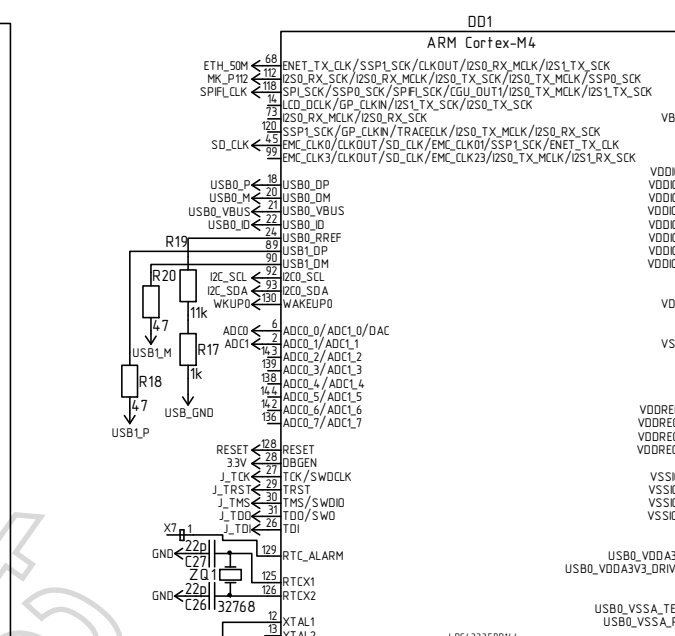 DD1
ARM Cortex-M4
ETH_50M 68 ENET_TX_CLK/SSP1_SCK/CLKOUT/I2S0_RX_MCLK/I2S1_TX_SCK
MK_P112 112 I2S0_RX_SCK/I2S0_RX_MCLK/I2S0_TX_SCK/I2S0_TX_MCLK/SSP0_SCK
SPIFI_CLK 118 SPI_SCK/SSP0_SCK/SPIFI_SCK/CGU_OUT1/I2S0_TX_MCLK/I2S1_TX_SCK
14 LCD_DCLK/GP_CLKIN/I2S1_TX_SCK/I2S0_TX_SCK
73 I2S0_RX_MCLK/I2S0_RX_SCK
120 SSP1_SCK/GP_CLKIN/TRACECLK/I2S0_TX_MCLK/I2S0_TX_SCK
SD_CLK 45 EMC_CLK0/CLKOUT/SD_CLK/EMC_CLK01/SSP1_SCK/ENET_TX_CLK
99 EMC_CLK3/CLKOUT/SD_CLK/EMC_CLK23/I2S0_TX_MCLK/I2S1_RX_SCK
USB0_P 18 USB0_DP
USB0_M 20 USB0_DM
USB0_VBUS 21 USB0_VBUS
USB0_ID 22 USB0_ID
24 USB0_RREF
R19 89 USB1_DP
90 USB1_DM
R20 I2C_SCL 92 I2C0_SCL
I2C_SDA 93 I2C0_SDA
WKUP0 130 WAKEUP0
11k
47
ADC0 6 ADC0_0/ADC1_0/DAC
ADC1 2 ADC0_1/ADC1_1
USB1_M R17 143 ADC0_2/ADC1_2
139 ADC0_3/ADC1_3
1k
R18 138 ADC0_4/ADC1_4
144 ADC0_5/ADC1_5
47 USB_GND 142 ADC0_6/ADC1_6
136 ADC0_7/ADC1_7
USB1_P
RESET 128 RESET
3.3V 28 DBGEN
J_TCK 27 TCK/SWDCLK
J_TRST 29 TRST
J_TMS 30 TMS/SWDIO
J_TDO 31 TDO/SWO
X7 1 J_TDI 26 TDI
GND 22p 129 RTC_ALARM
C27
ZQ1 125 RTCX1
GND 22p 126 RTCX2
C26 32768
12 XTAL1
13 XTAL2
USB0_VDDA3
USB0_VDDA3V3_DRIV
USB0_VSSA_TE
USB0_VSSA_R